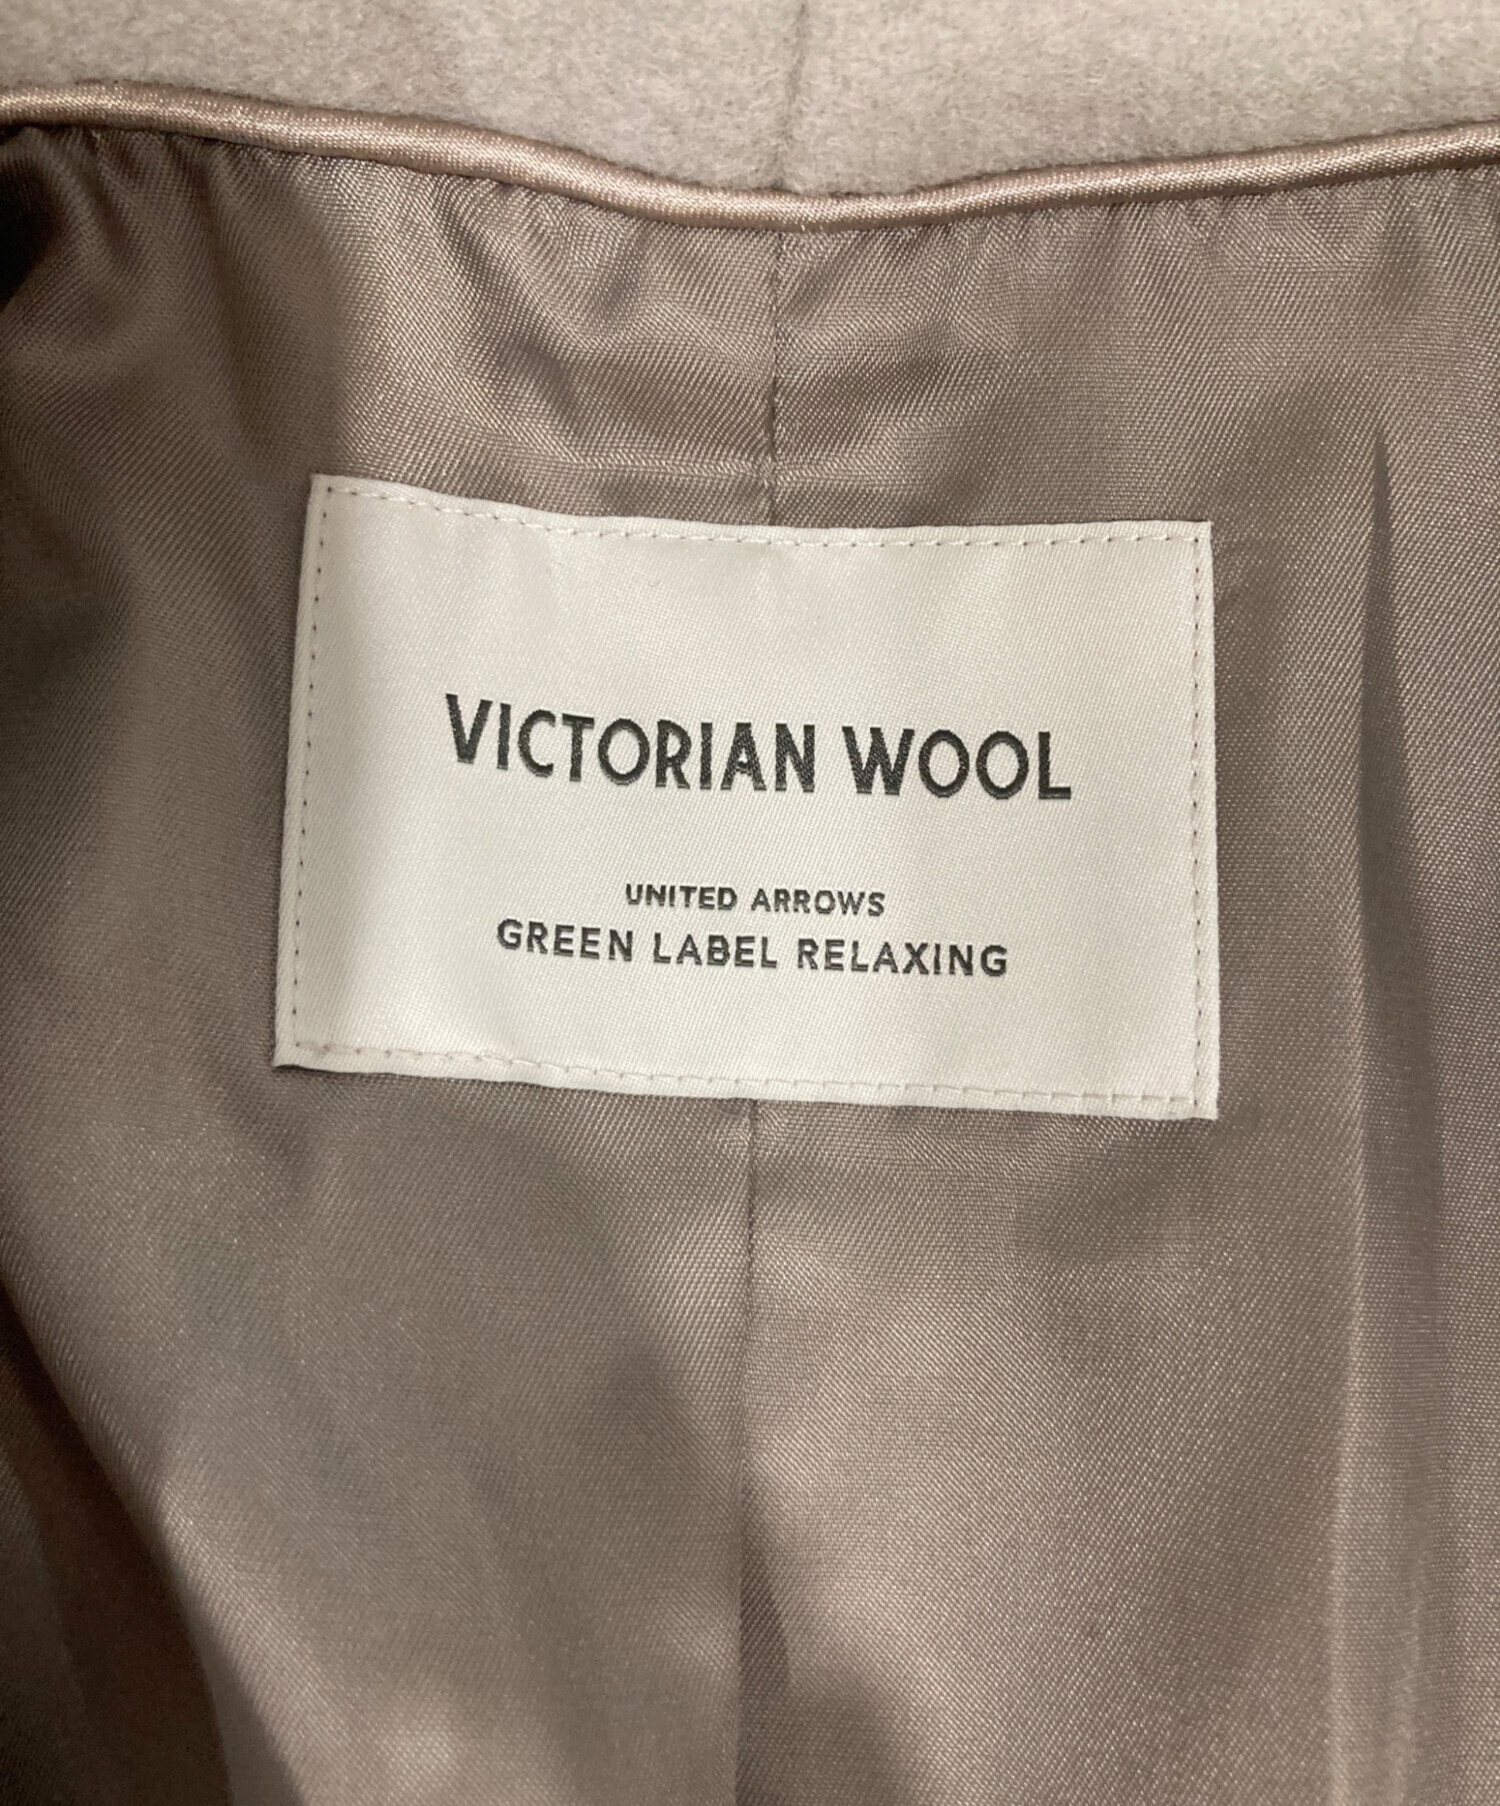 VICTORIAN WOOL
UNITED ARROWS
GREEN LABEL RELAXING